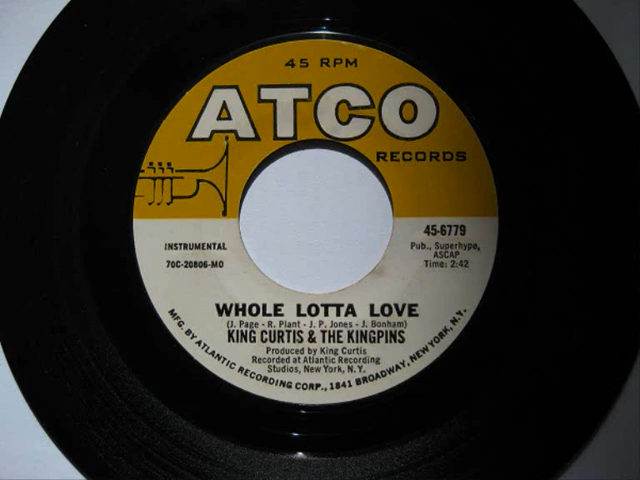 45 RPM
ATCO
RECORDS
45-6779
INSTRUMENTAL
Pub., Superhype,
ASCAP
70C-20806-MO
Time: 2:42
WHOLE LOTTA LOVE
(J. Page - R. Plant - J. P. Jones - J. Bonham)
KING CURTIS & THE KINGPINS
Produced by King Curtis
Recorded at Atlantic Recording
Studios, New York, N. Y.
MFG. BY ATLANTIC RECORDING CORP., 1841 BROADWAY, NEW YORK, N.Y.